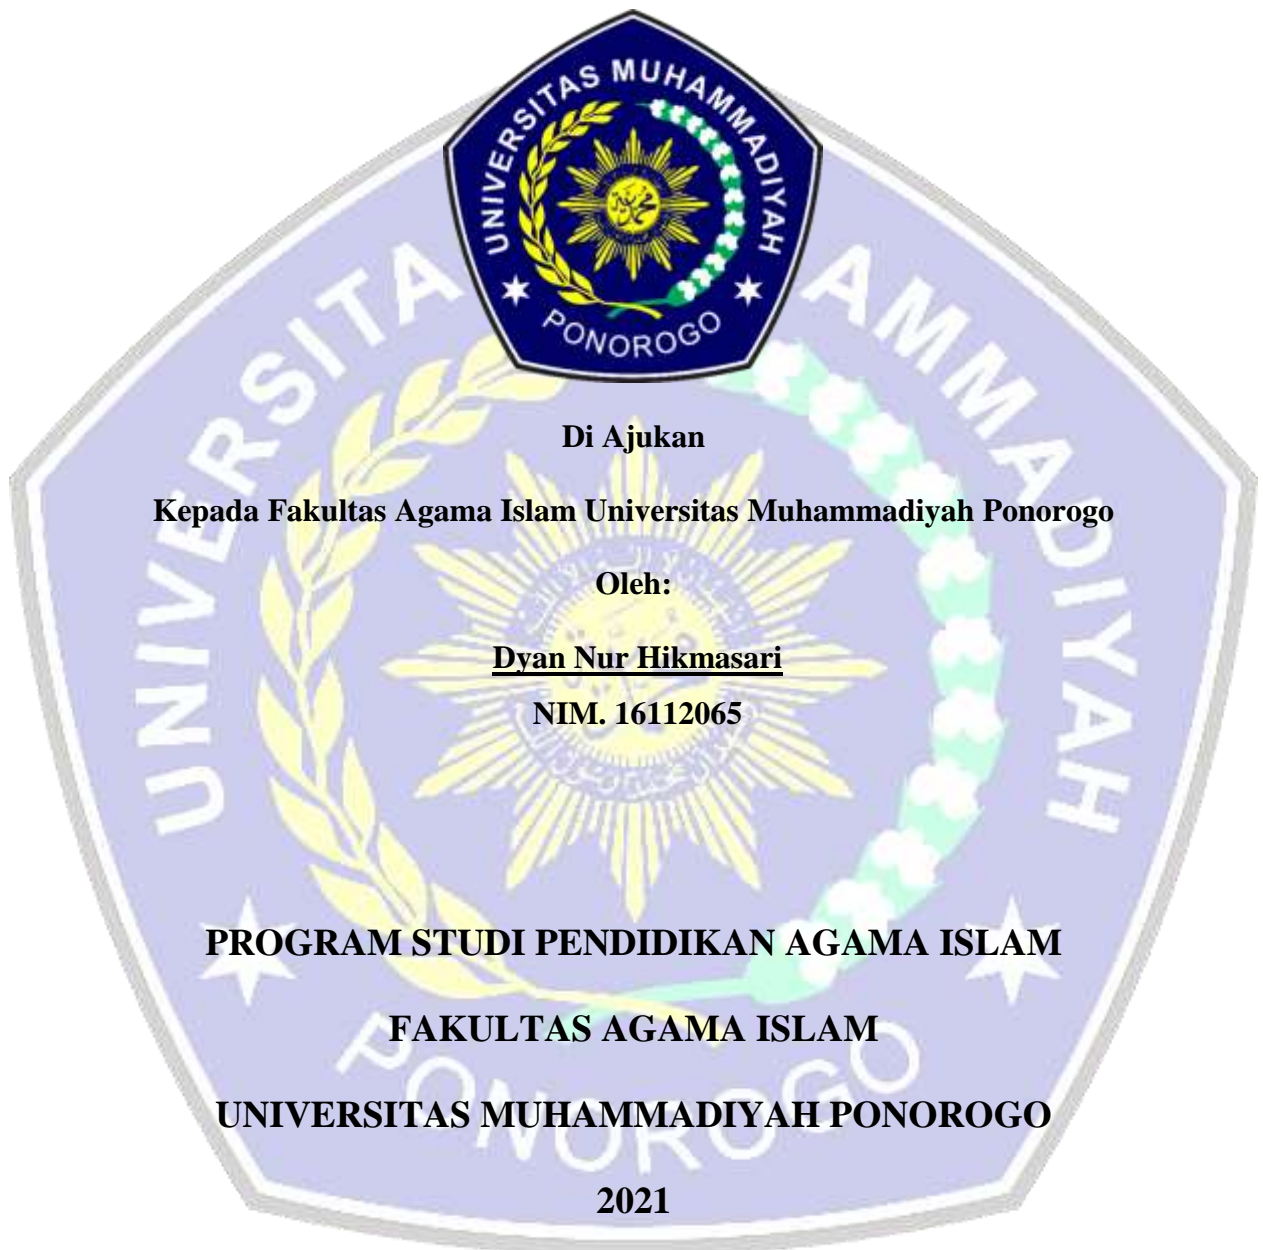 UNIVERSITAS MUHAMMADIYAH
PONOROGO
Di Ajukan
Kepada Fakultas Agama Islam Universitas Muhammadiyah Ponorogo
Oleh:
Dyan Nur Hikmasari
NIM. 16112065
PROGRAM STUDI PENDIDIKAN AGAMA ISLAM
FAKULTAS AGAMA ISLAM
UNIVERSITAS MUHAMMADIYAH PONOROGO
2021